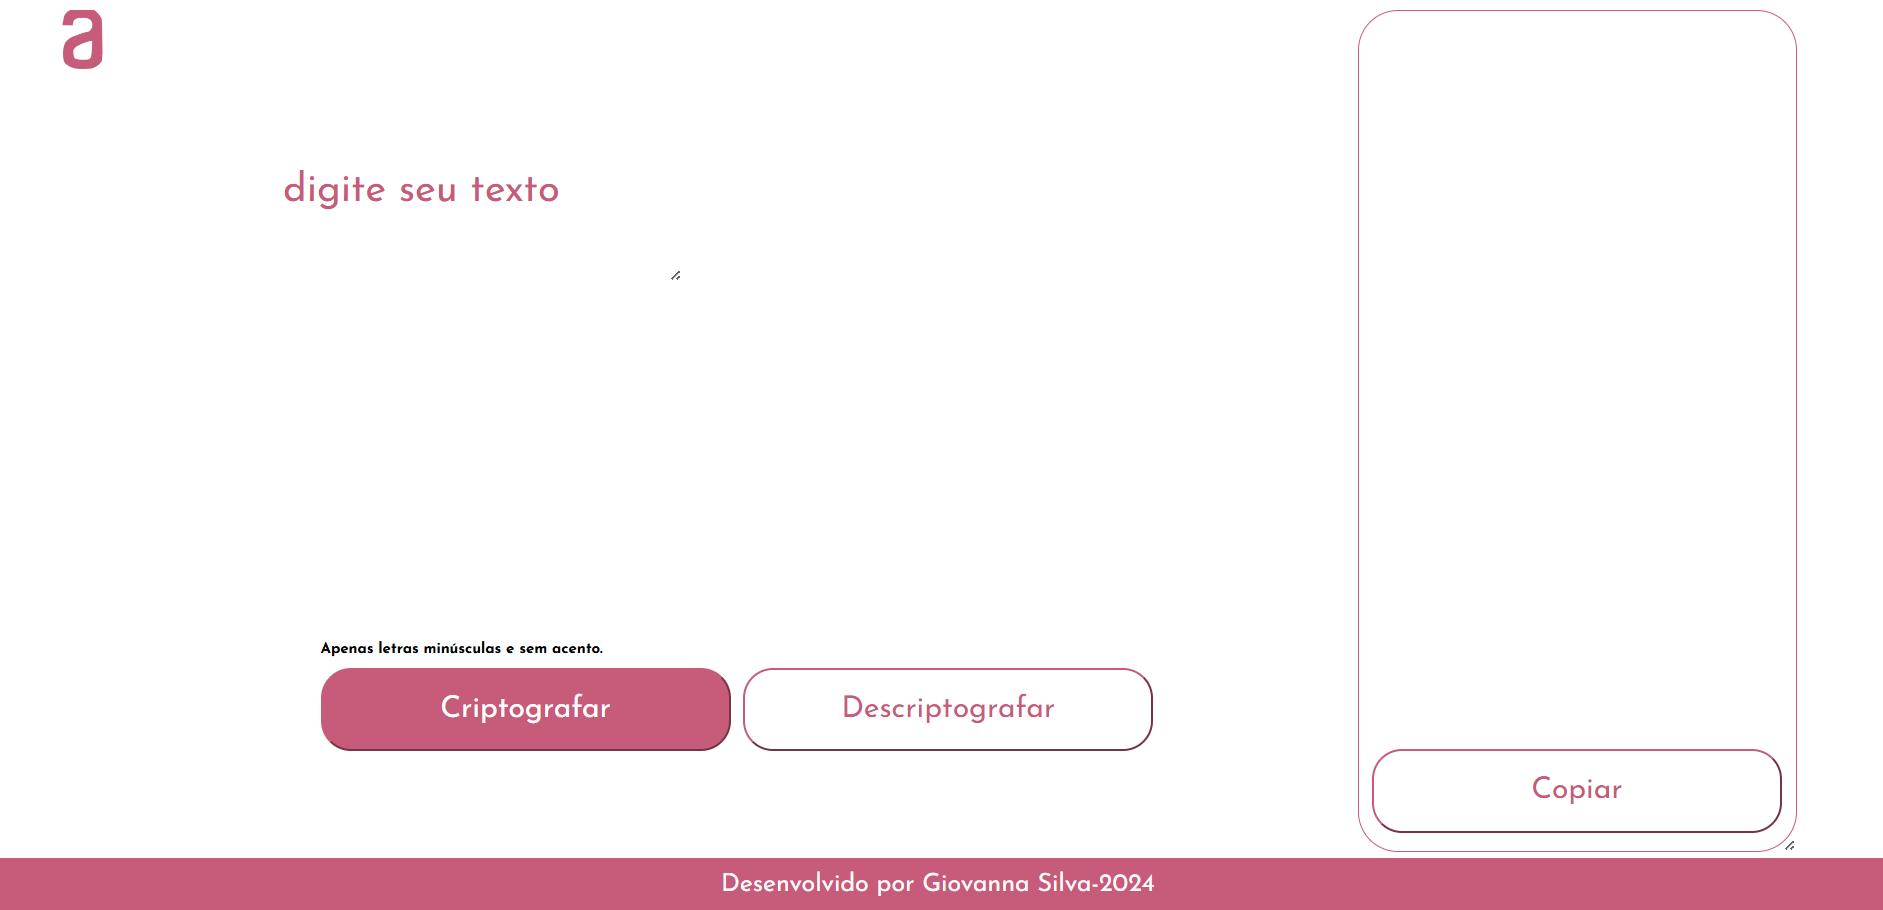 a
digite seu texto
Apenas letras minúsculas e sem acento.
Criptografar
Descriptografar
Copiar
Desenvolvido por Giovanna Silva-2024